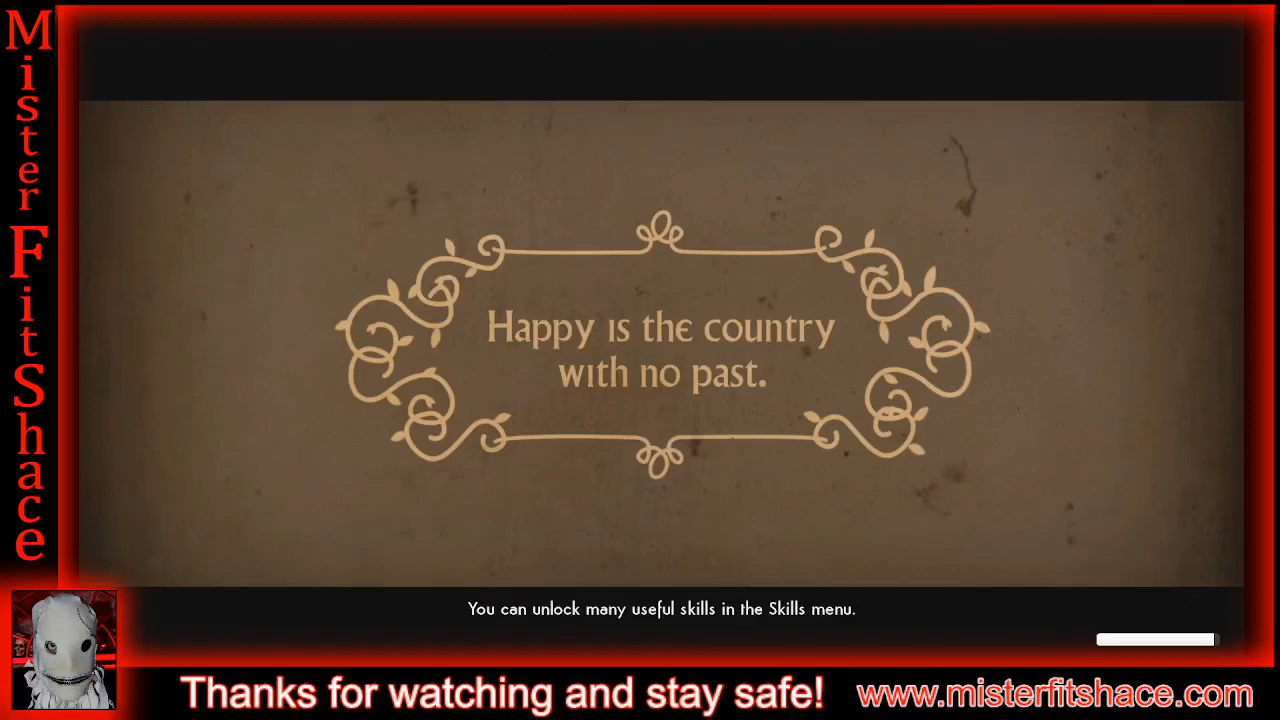 Mister FitShace
Happy is the country
with no past.
You can unlock many useful skills in the Skills menu.
Thanks for watching and stay safe! www.misterfitshace.com